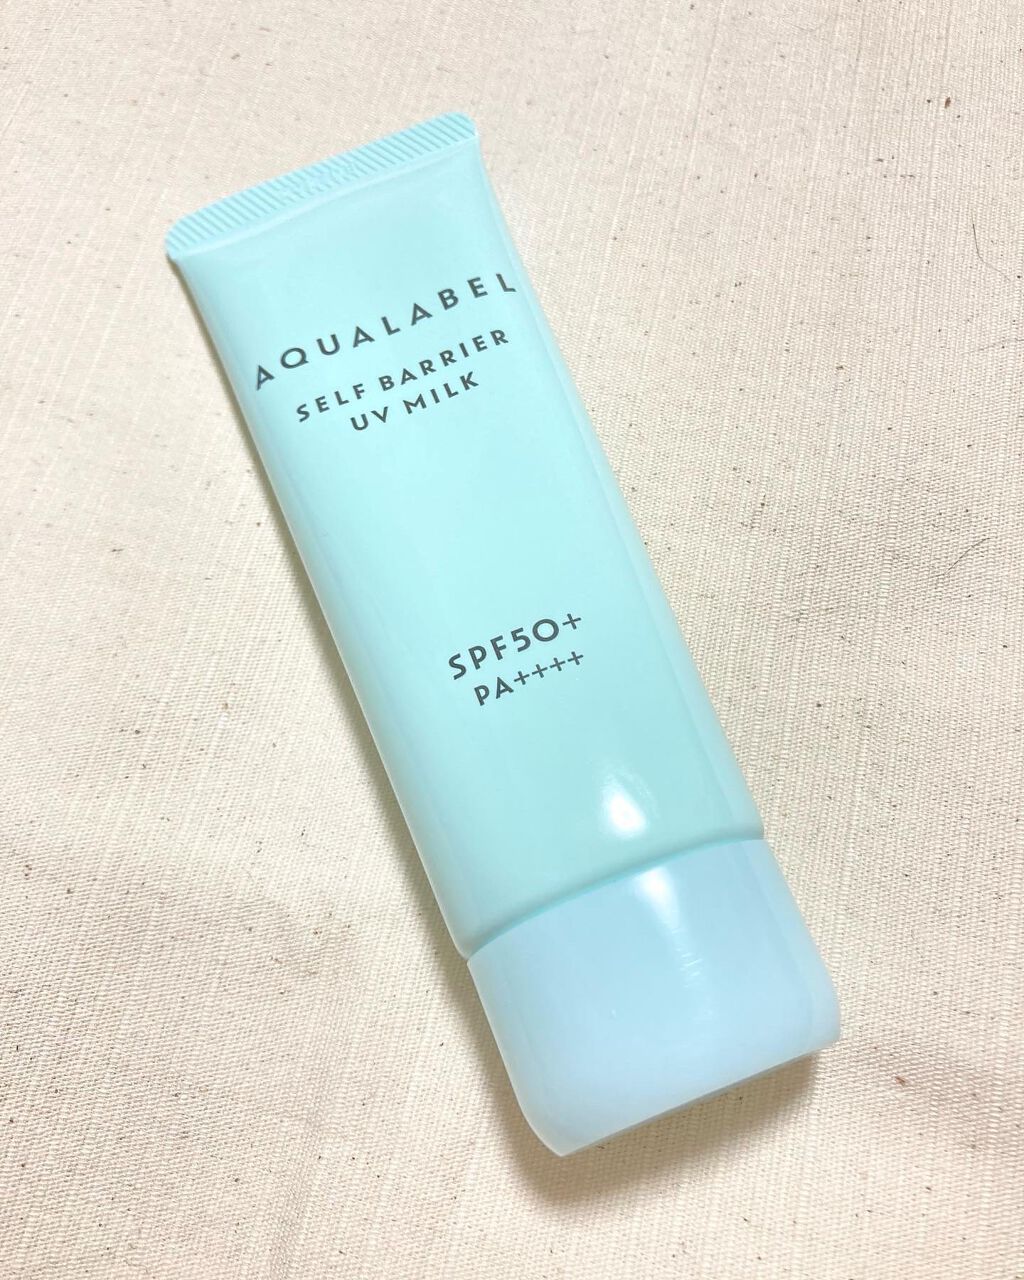 AQUALABEL
SELF BARRIER
UV MILK
SPF50+
PA++++